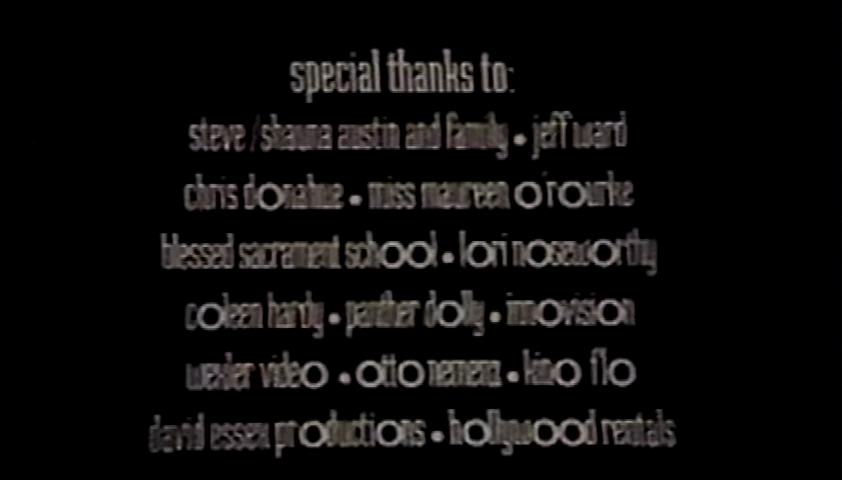 special thanks to:
steve / shauna austin and family • jeff ward
chris donahue • miss maureen o'rourke
blessed sacrament school • lori noseworthy
coleen hardy • panther dolly • innovision
wexler video • otto nemenz • kino flo
david essex productions • hollywood rentals